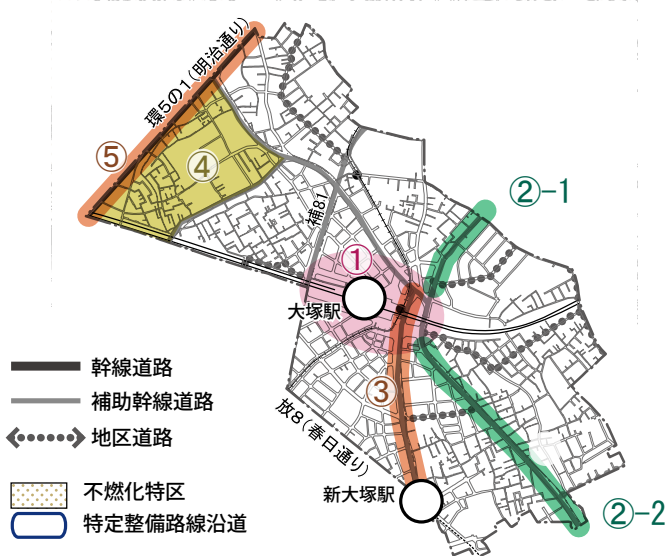 環5の1(明治通り)
⑤
④
②-1
補81
①
大塚駅
③
放8(春日通り)
新大塚駅
②-2
幹線道路
補助幹線道路
地区道路
不燃化特区
特定整備路線沿道